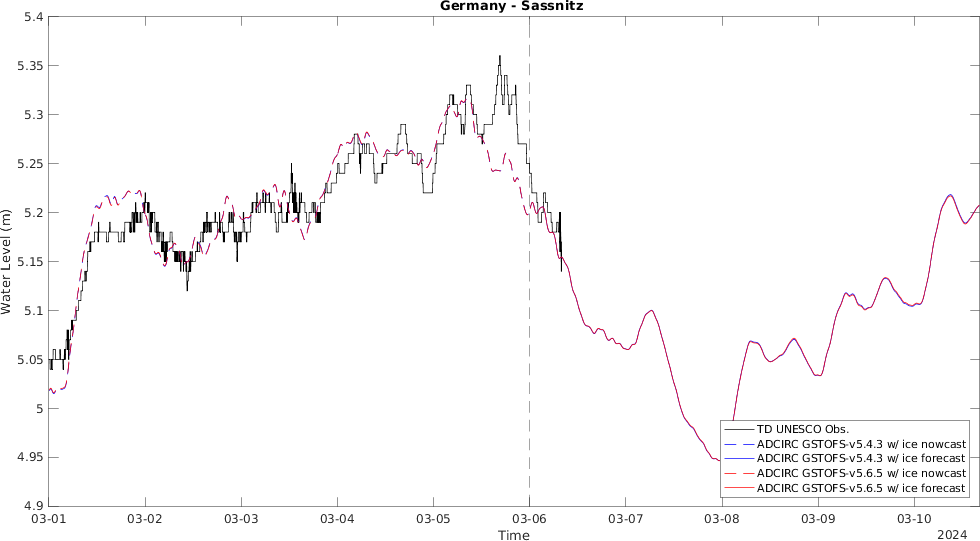 Germany - Sassnitz
5.4
5.35
5.3
5.25
5.2
5.15
5.1
5.05
5
4.95
4.9
Water Level (m)
TD UNESCO Obs.
ADCIRC GSTOFS-v5.4.3 w/ ice nowcast
ADCIRC GSTOFS-v5.4.3 w/ ice forecast
ADCIRC GSTOFS-v5.6.5 w/ ice nowcast
ADCIRC GSTOFS-v5.6.5 w/ ice forecast
03-01 03-02 03-03 03-04 03-05 03-06 03-07 03-08 03-09 03-10
Time
2024